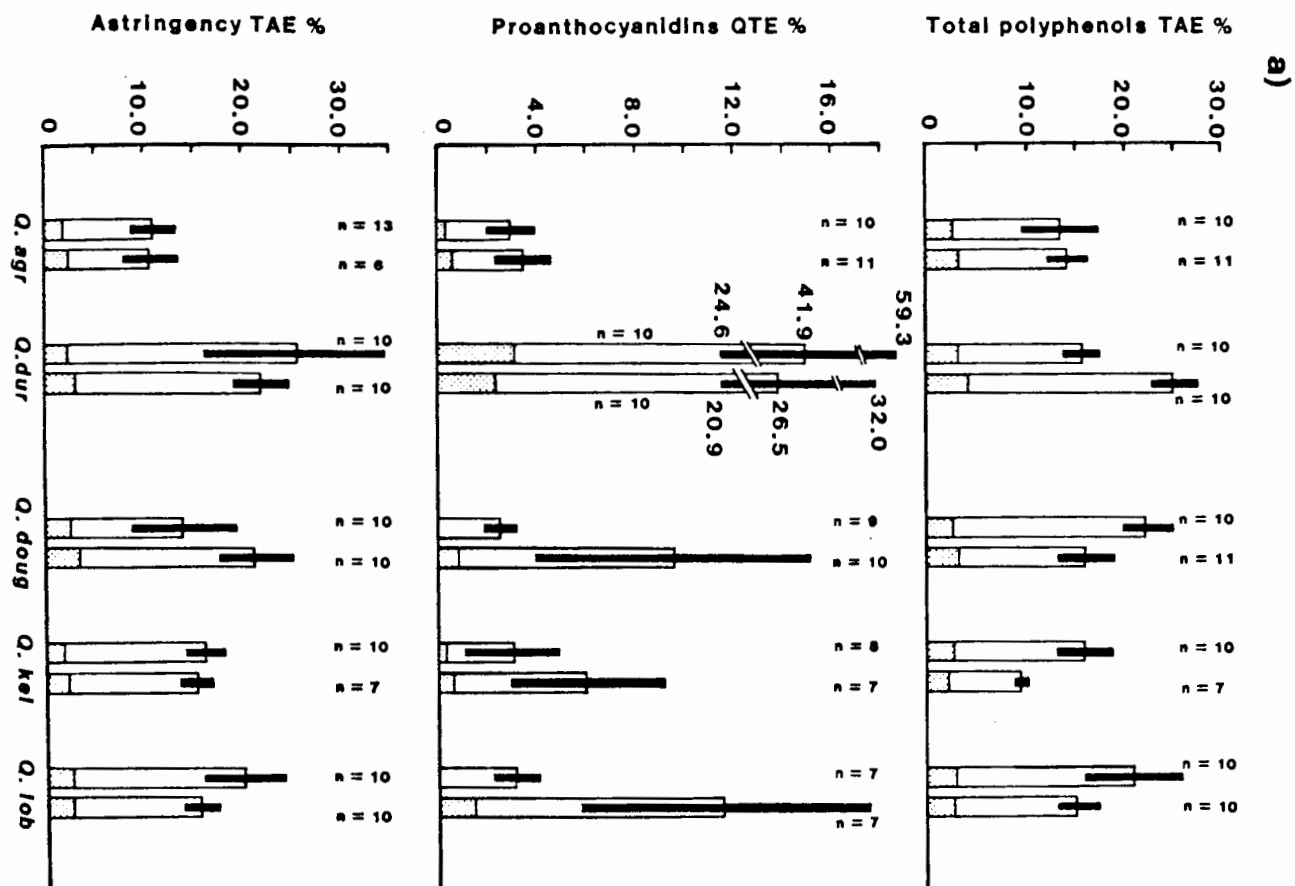 a)
Total polyphenols TAE %
30.0
20.0
10.0
0
n = 10
n = 11
n = 10
n = 10
n = 10
n = 11
n = 10
n = 7
n = 10
n = 10
Proanthocyanidins QTE %
16.0
12.0
8.0
4.0
0
n = 10
n = 11
59.3
41.9
24.6
n = 10
n = 10
20.9
26.5
32.0
n = 9
n = 10
n = 8
n = 7
n = 7
n = 7
Astringency TAE %
30.0
20.0
10.0
0
n = 13
n = 6
n = 10
n = 10
n = 10
n = 10
n = 10
n = 7
n = 10
n = 10
Q. agr
Q.dur
Q. doug
Q. kel
Q. lob